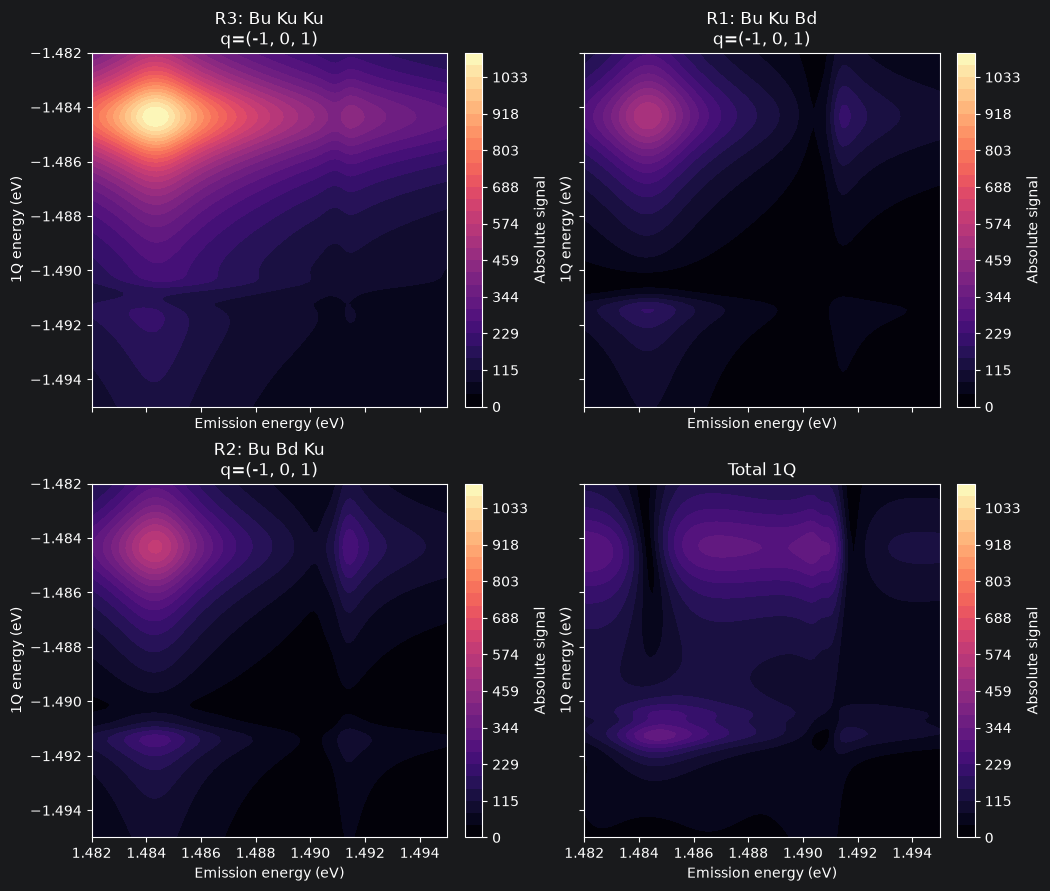 R3: Bu Ku Ku
q=(-1, 0, 1)
R1: Bu Ku Bd
q=(-1, 0, 1)
−1.482
−1.484
−1.486
−1.488
−1.490
−1.492
−1.494
1Q energy (eV)
Emission energy (eV)
1033
918
803
688
574
459
344
229
115
0
Absolute signal
1Q energy (eV)
Emission energy (eV)
1033
918
803
688
574
459
344
229
115
0
Absolute signal
R2: Bu Bd Ku
q=(-1, 0, 1)
Total 1Q
−1.482
−1.484
−1.486
−1.488
−1.490
−1.492
−1.494
1Q energy (eV)
1.482 1.484 1.486 1.488 1.490 1.492 1.494
Emission energy (eV)
1033
918
803
688
574
459
344
229
115
0
Absolute signal
1Q energy (eV)
1.482 1.484 1.486 1.488 1.490 1.492 1.494
Emission energy (eV)
1033
918
803
688
574
459
344
229
115
0
Absolute signal